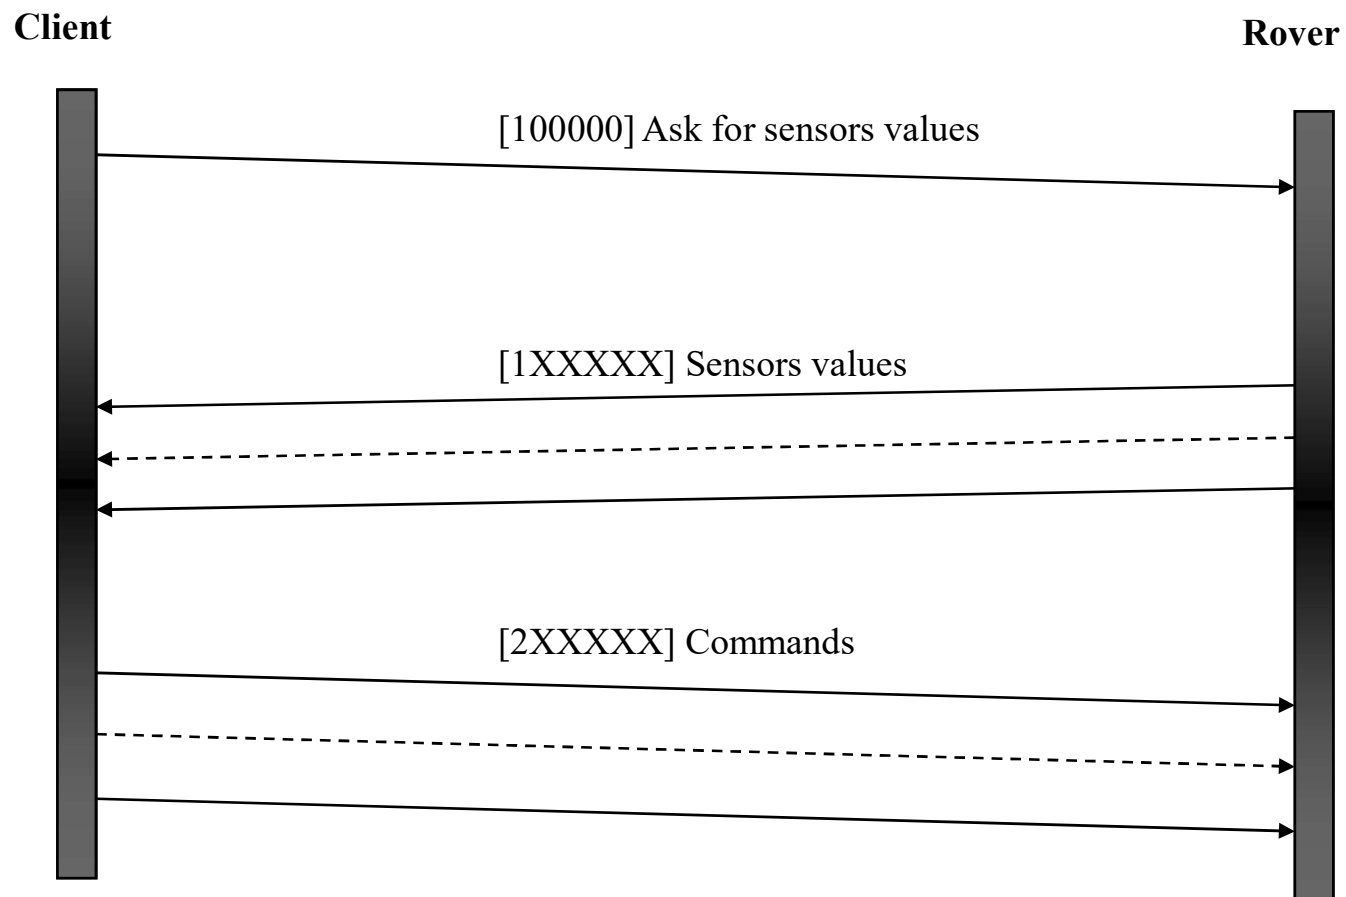 Client
Rover
[100000] Ask for sensors values
[1XXXXX] Sensors values
[2XXXXX] Commands